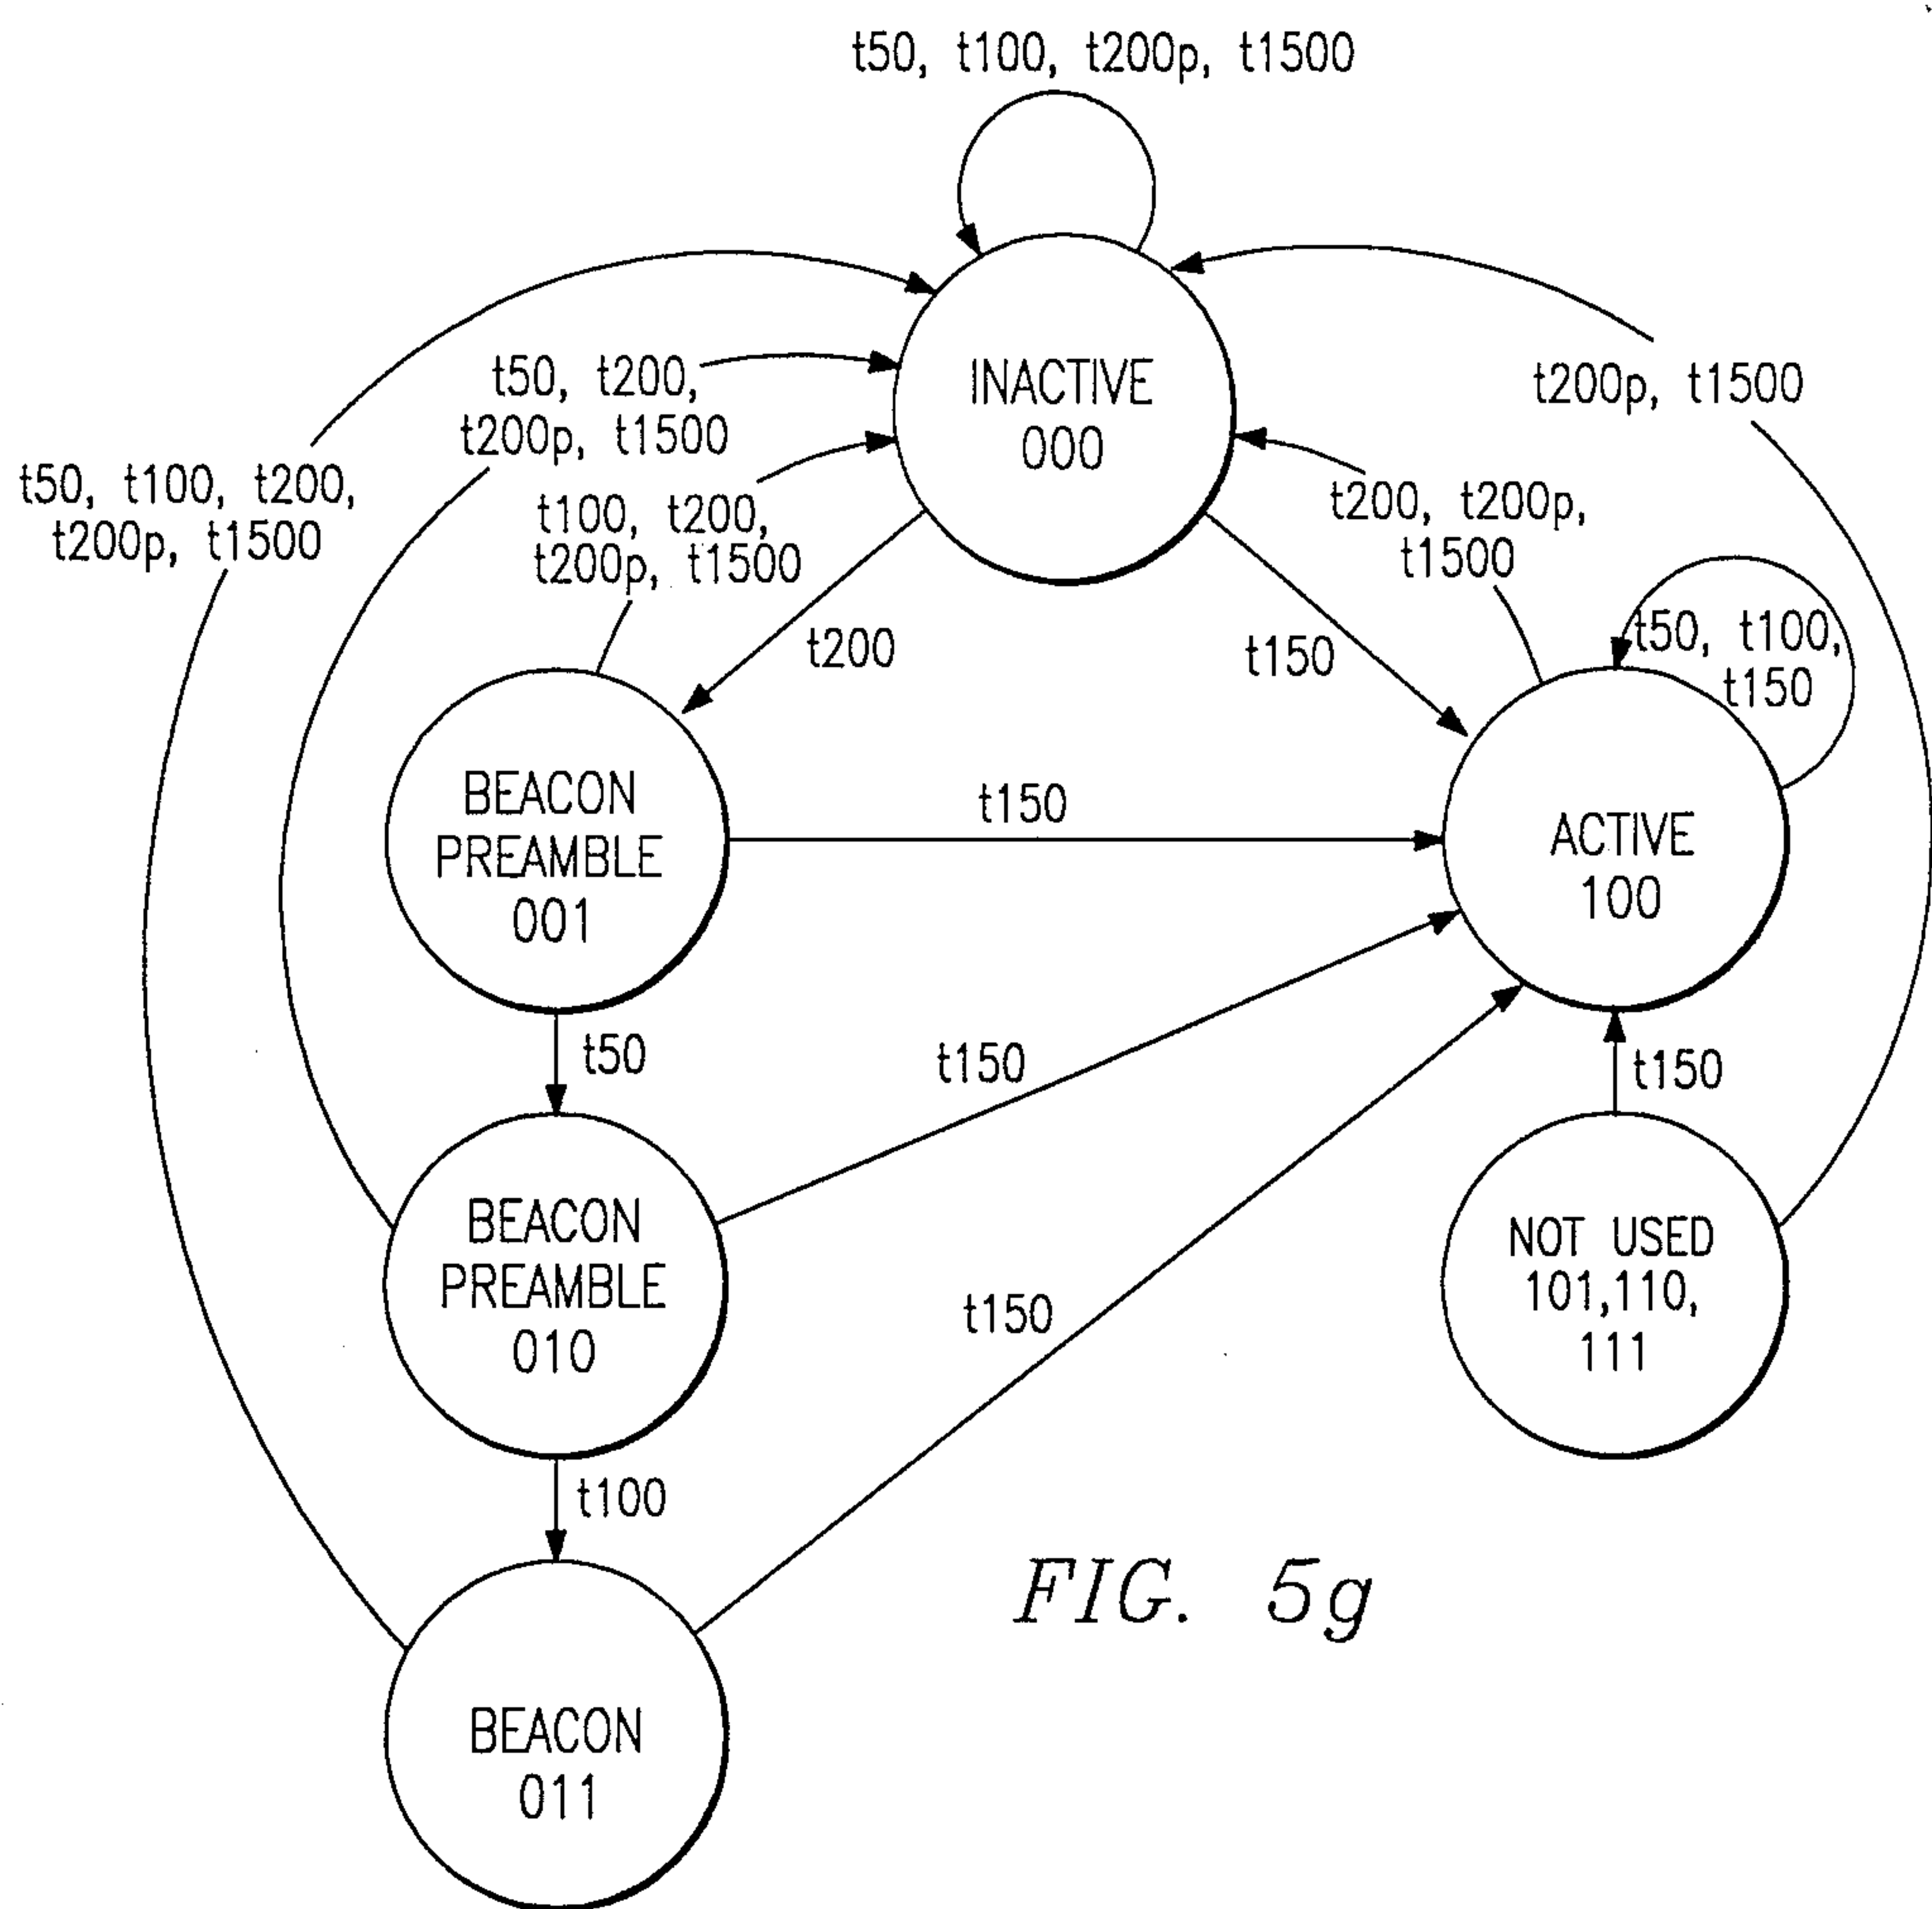 t50, t100, t200p, t1500
t50, t200,
t200p, t1500
INACTIVE
000
t200p, t1500
t50, t100, t200,
t200p, t1500
t100, t200,
t200p, t1500
t200, t200p,
t1500
t200
t150
t50, t100,
t150
BEACON
PREAMBLE
001
t150
ACTIVE
100
t50
t150
t150
BEACON
PREAMBLE
010
t150
NOT USED
101,110,
111
t100
FIG. 5g
BEACON
011